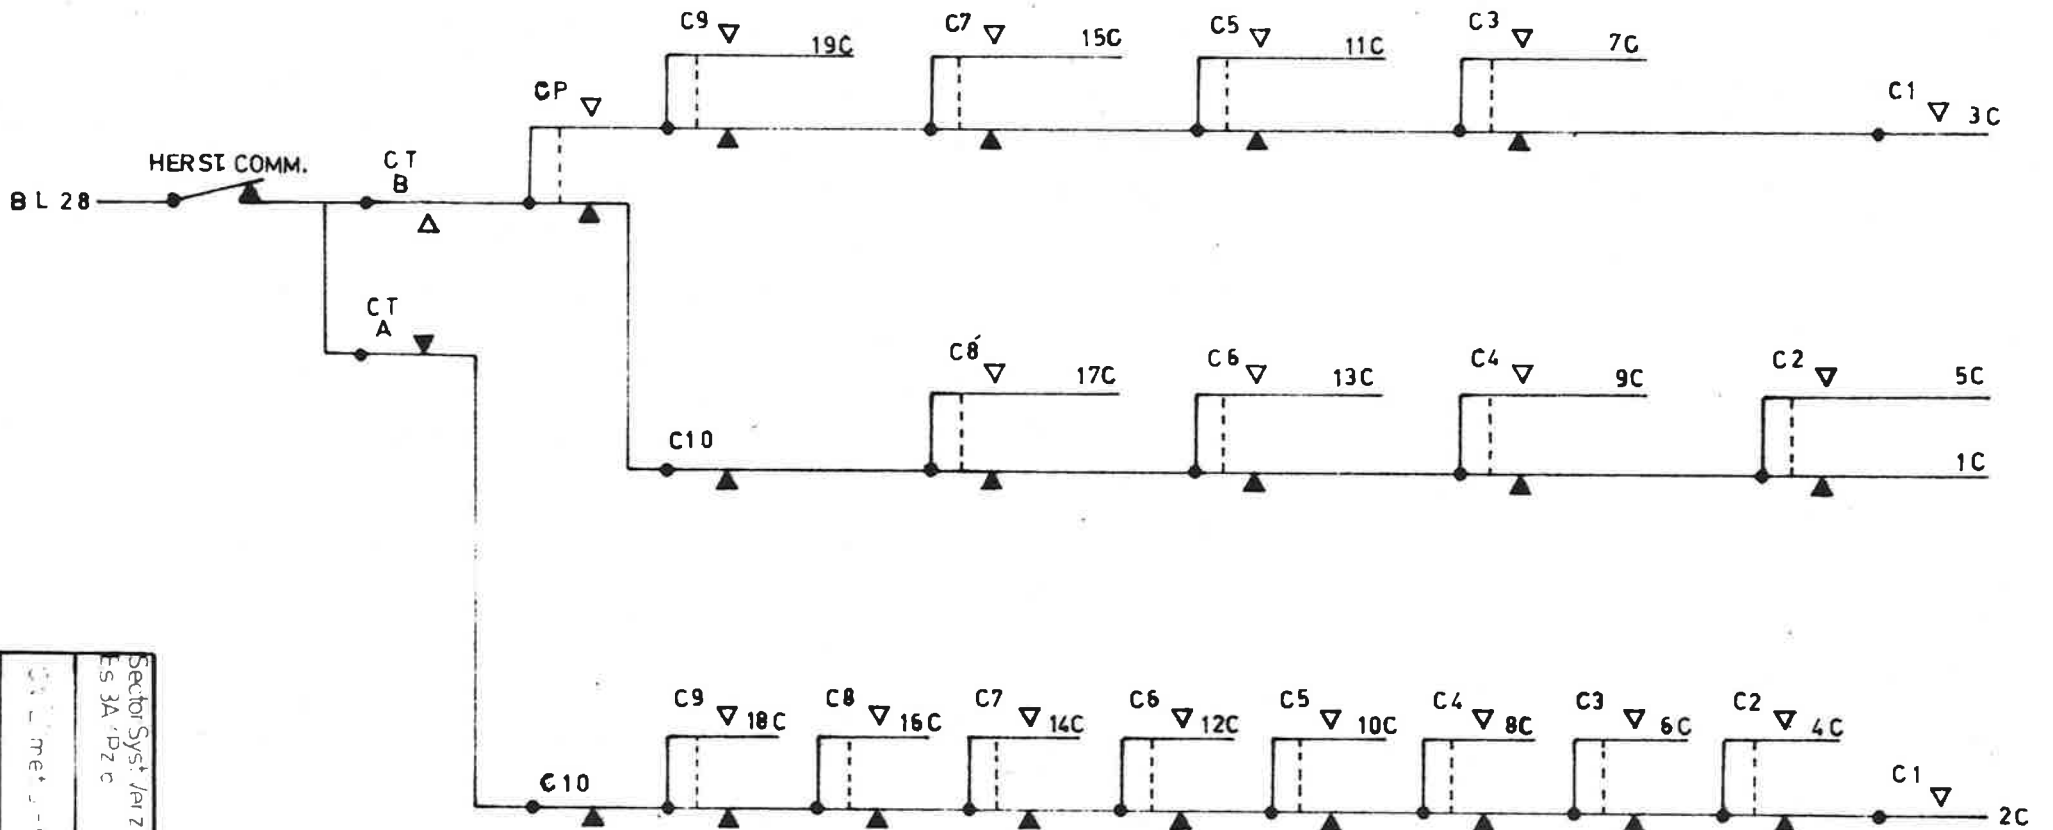 C9 19C C7 15C C5 11C C3 7C
CP C1 3C
HERST. COMM. CT B
BL 28
CT A
C8 17C C6 13C C4 9C C2 5C
C10 1C
C9 18C C8 16C C7 14C C6 12C C5 10C C4 8C C3 6C C2 4C
C10 C1 2C
Sector Syst.
Es 3A